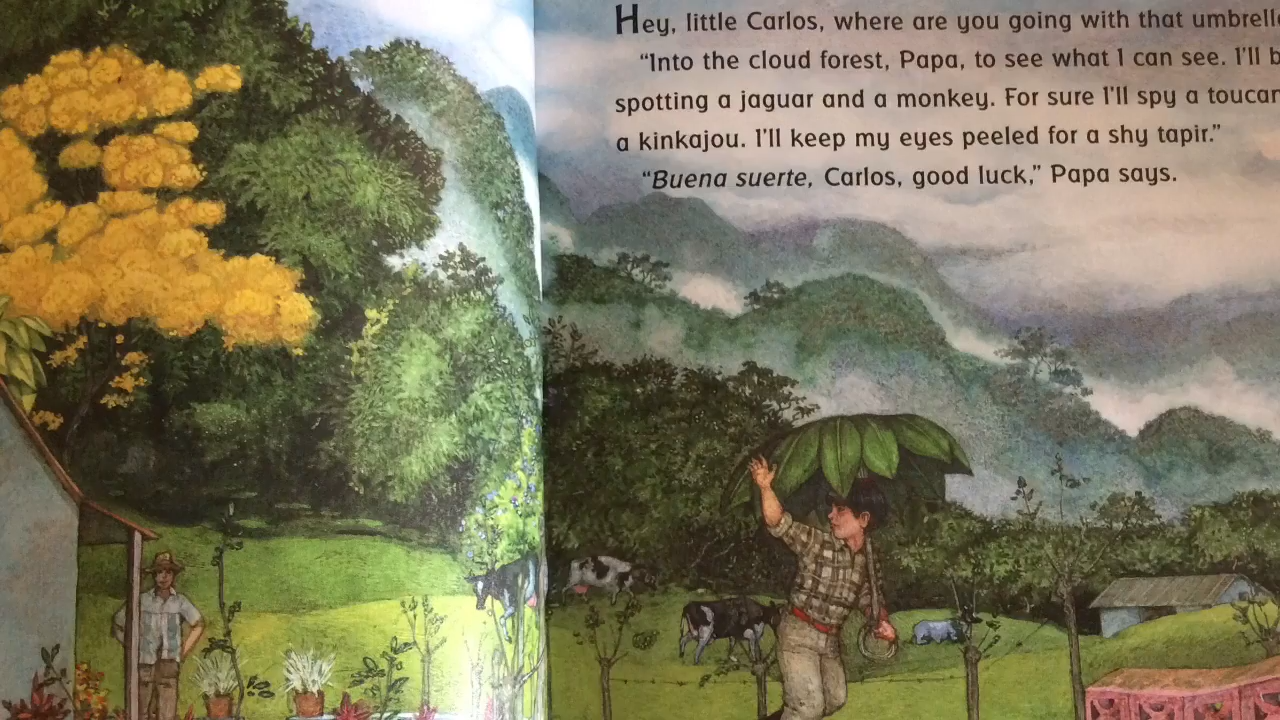 Hey, little Carlos, where are you going with that
"Into the cloud forest, Papa, to see what I can see. I'll
spotting a jaguar and a monkey. For sure I'll spy a
a kinkajou. I'll keep my eyes peeled for a shy tapir."
"Buena suerte, Carlos, good luck," Papa says.